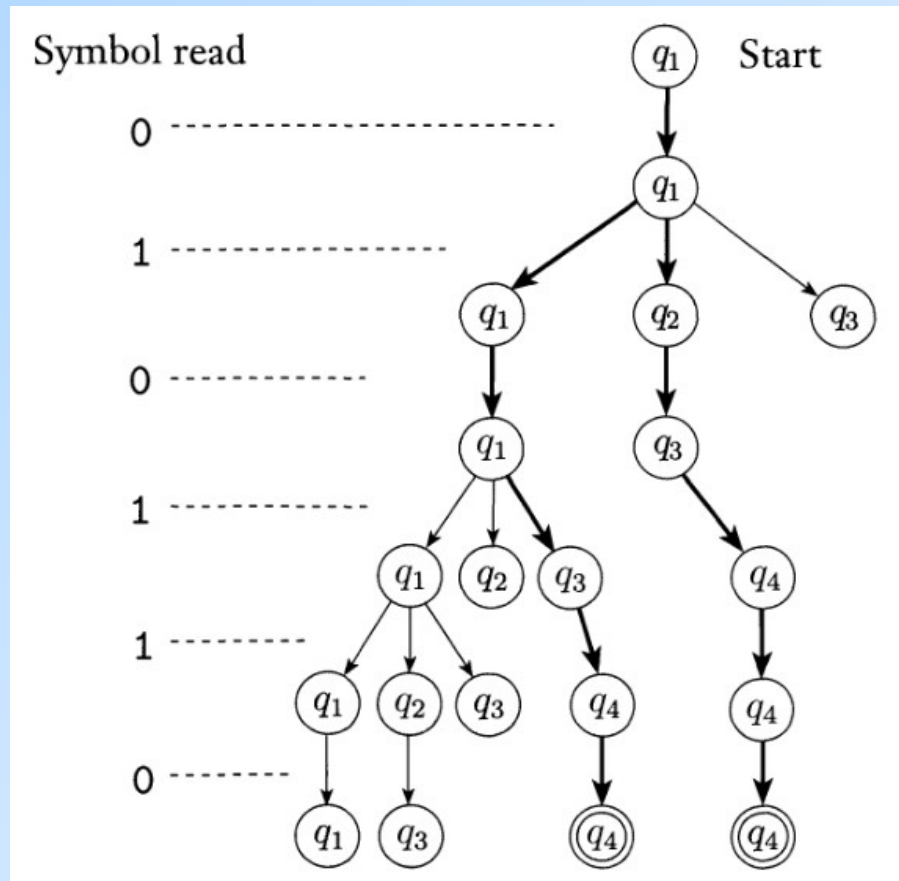 Symbol read q₁ Start
0
q₁
1
q₁ q₂ q₃
0
q₁ q₃
1
q₁ q₂ q₃ q₄
1
q₁ q₂ q₃ q₄ q₄
0
q₁ q₃ q₄ q₄